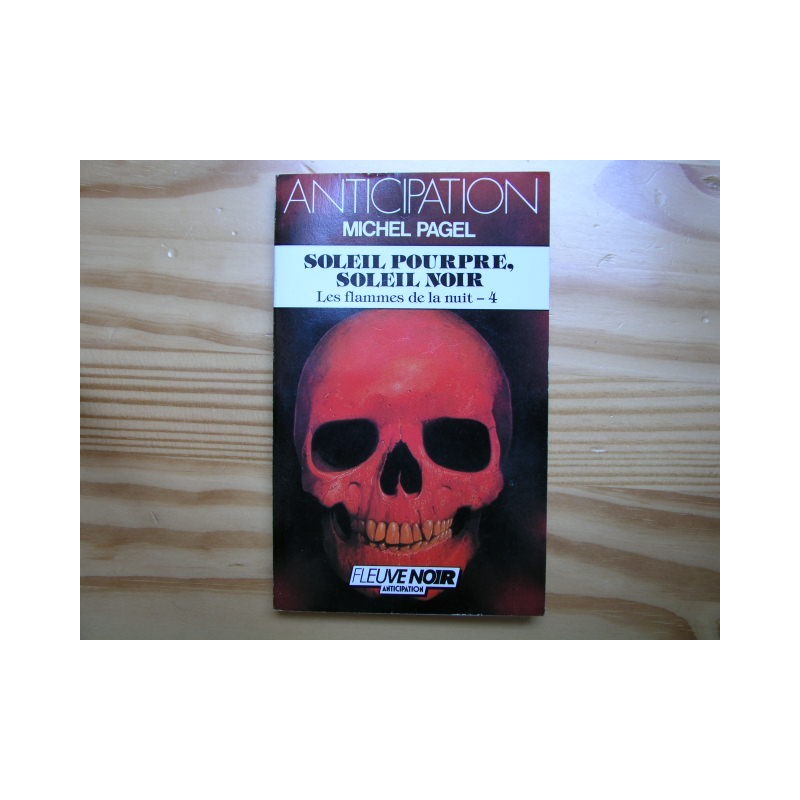 ANTICIPATION
MICHEL PAGEL
SOLEIL POURPRE,
SOLEIL NOIR
Les flammes de la nuit – 4
FLEUVE NOIR
ANTICIPATION